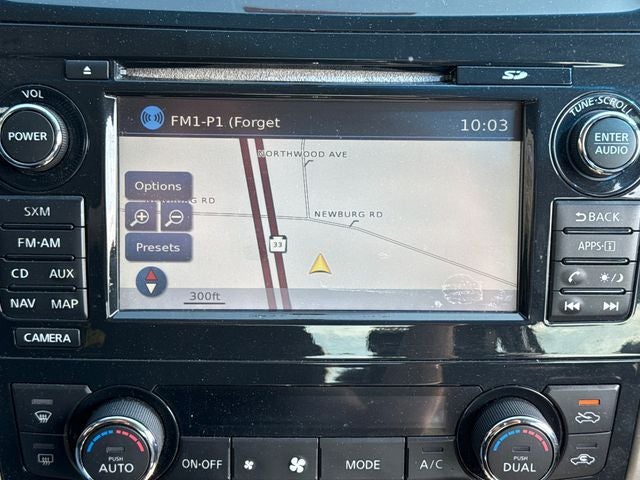 SD
VOL
POWER
TUNE·SCROLL
ENTER
AUDIO
FM1-P1 (Forget
10:03
NORTHWOOD AVE
Options
RD
NEWBURG RD
Presets
33
300ft
SXM
FM·AM
CD AUX
NAV MAP
CAMERA
BACK
APPS·i
PUSH
AUTO
ON·OFF
MODE
A/C
PUSH
DUAL